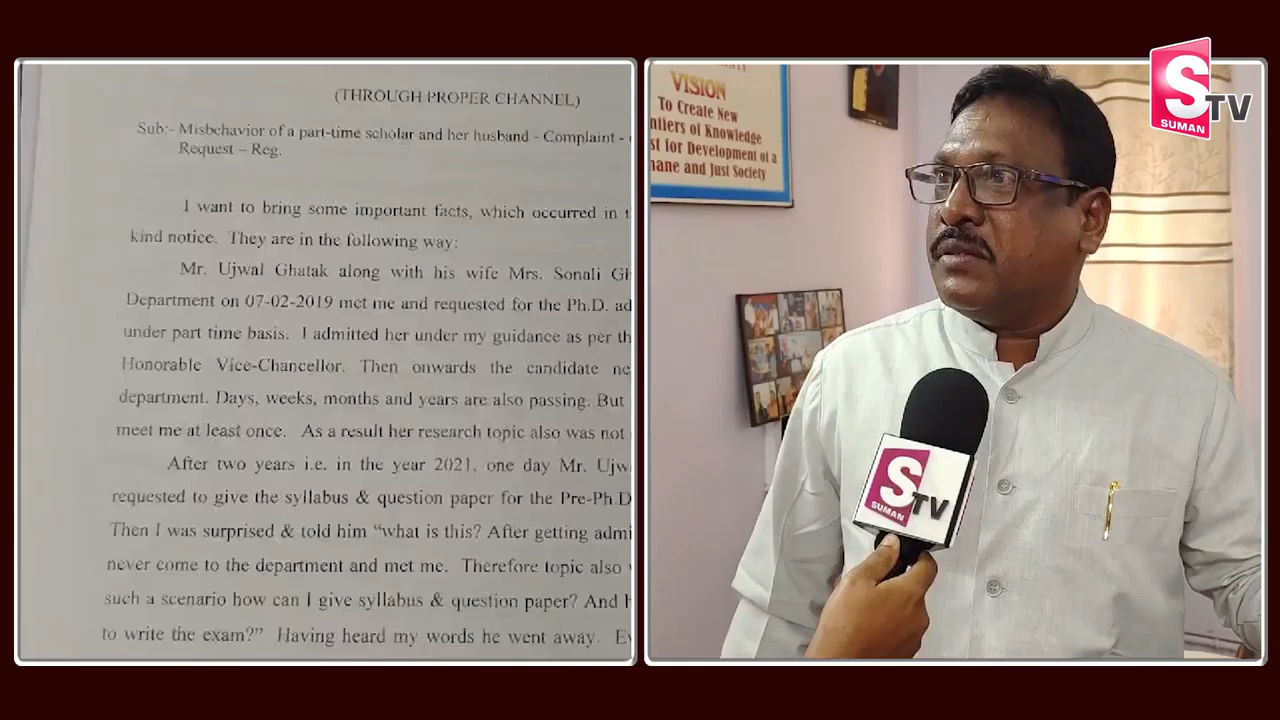 (THROUGH PROPER CHANNEL)
Sub:- Misbehavior of a part-time scholar and her husband - Complaint -
Request – Reg.
I want to bring some important facts, which occurred in
kind notice. They are in the following way:
Mr. Ujwal Ghatak along with his wife Mrs. Sonali
Department on 07-02-2019 met me and requested for the Ph.D.
under part time basis. I admitted her under my guidance as per
Honorable Vice-Chancellor. Then onwards the candidate
department. Days, weeks, months and years are also passing. But
meet me at least once. As a result her research topic also was not
After two years i.e. in the year 2021, one day Mr.
requested to give the syllabus & question paper for the
Then I was surprised & told him “what is this? After getting
never come to the department and met me. Therefore topic also
such a scenario how can I give syllabus & question paper? And
to write the exam?” Having heard my words he went away.
VISION
To Create New
ntiers of Knowledge
st for Development of a
mane and Just Society
S TV
SUMAN
S TV
SUMAN